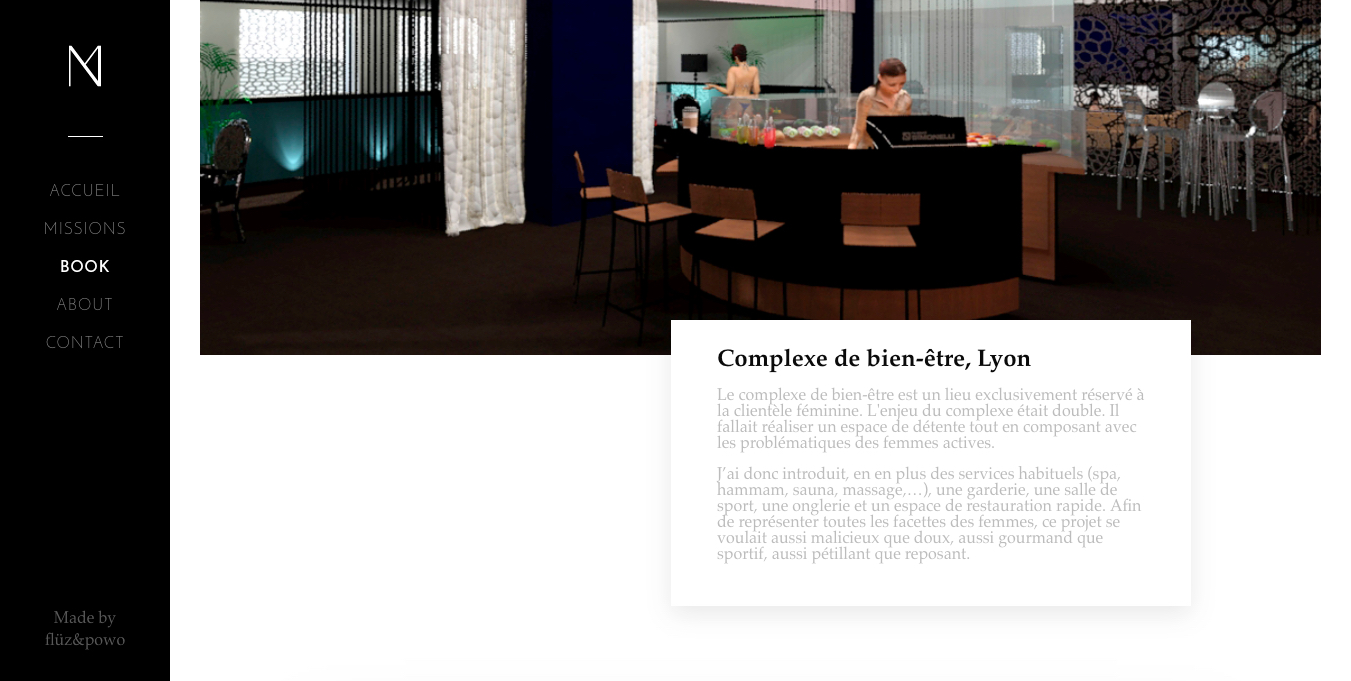 N
ACCUEIL
MISSIONS
BOOK
ABOUT
CONTACT
Made by
flüz&powo
Complexe de bien-être, Lyon
Le complexe de bien-être est un lieu exclusivement réservé à
la clientèle féminine. L'enjeu du complexe était double. Il
fallait réaliser un espace de détente tout en composant avec
les problématiques des femmes actives.
J’ai donc introduit, en en plus des services habituels (spa,
hammam, sauna, massage,…), une garderie, une salle de
sport, une onglerie et un espace de restauration rapide. Afin
de représenter toutes les facettes des femmes, ce projet se
voulait aussi malicieux que doux, aussi gourmand que
sportif, aussi pétillant que reposant.